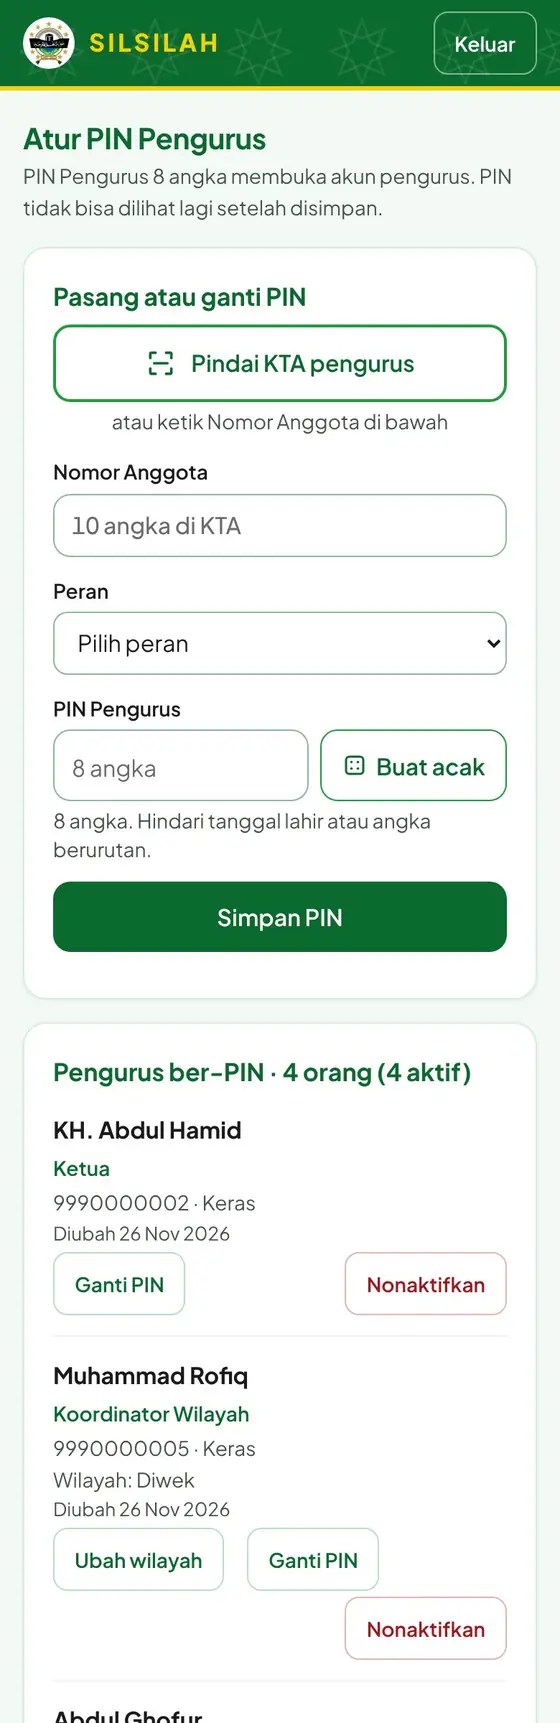 SILSILAH
Keluar
Atur PIN Pengurus
PIN Pengurus 8 angka membuka akun pengurus. PIN
tidak bisa dilihat lagi setelah disimpan.
Pasang atau ganti PIN
Pindai KTA pengurus
atau ketik Nomor Anggota di bawah
Nomor Anggota
10 angka di KTA
Peran
Pilih peran
PIN Pengurus
8 angka
Buat acak
8 angka. Hindari tanggal lahir atau angka
berurutan.
Simpan PIN
Pengurus ber-PIN · 4 orang (4 aktif)
KH. Abdul Hamid
Ketua
9990000002 · Keras
Diubah 26 Nov 2026
Ganti PIN
Nonaktifkan
Muhammad Rofiq
Koordinator Wilayah
9990000005 · Keras
Wilayah: Diwek
Diubah 26 Nov 2026
Ubah wilayah
Ganti PIN
Nonaktifkan
Abdul Ghofur